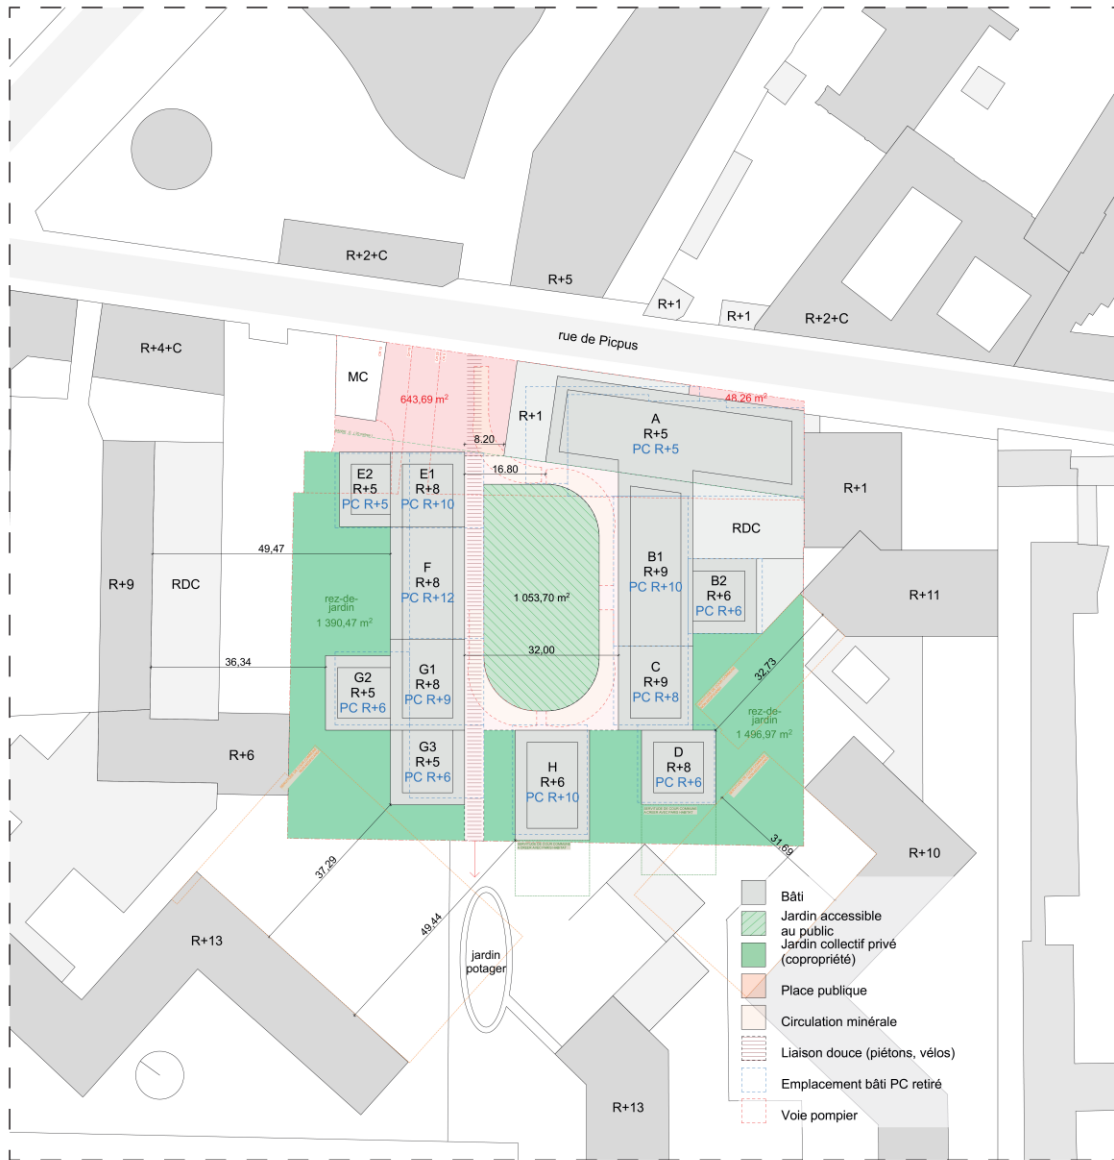 R+2+C
R+5
R+1
R+1
R+2+C
rue de Picpus
R+4+C
MC
643,69 m²
48,26 m²
R+1
A
R+5
PC R+5
8.20
16.80
E2
R+5
PC R+5
E1
R+8
PC R+10
R+1
RDC
49,47
B1
R+9
PC R+10
B2
R+6
PC R+6
R+9
RDC
F
R+8
PC R+12
1 053,70 m²
R+11
rez-de-
jardin
1 390,47 m²
32,00
36,34
32,73
G2
R+5
PC R+6
G1
R+8
PC R+9
C
R+9
PC R+8
rez-de-
jardin
1 496,97 m²
R+6
G3
R+5
PC R+6
H
R+6
PC R+10
D
R+8
PC R+6
31,69
37,29
R+10
49,44
R+13
jardin
potager
R+13
Bâti
Jardin accessible
au public
Jardin collectif privé
(copropriété)
Place publique
Circulation minérale
Liaison douce (piétons, vélos)
Emplacement bâti PC retiré
Voie pompier